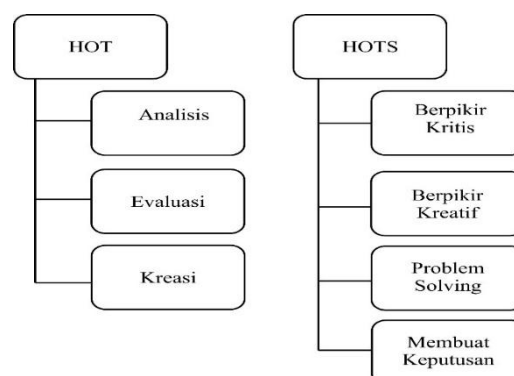 HOT
Analisis
Evaluasi
Kreasi
HOTS
Berpikir
Kritis
Berpikir
Kreatif
Problem
Solving
Membuat
Keputusan